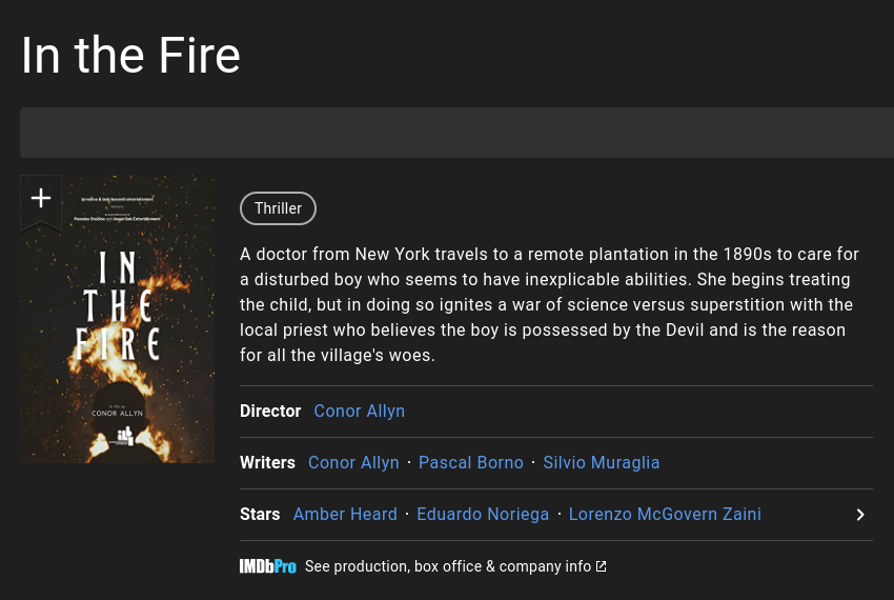 In the Fire
IN
THE
FIRE
A film by
CONOR ALLYN
Thriller
A doctor from New York travels to a remote plantation in the 1890s to care for
a disturbed boy who seems to have inexplicable abilities. She begins treating
the child, but in doing so ignites a war of science versus superstition with the
local priest who believes the boy is possessed by the Devil and is the reason
for all the village's woes.
Director Conor Allyn
Writers Conor Allyn · Pascal Borno · Silvio Muraglia
Stars Amber Heard · Eduardo Noriega · Lorenzo McGovern Zaini
IMDbPro See production, box office & company info